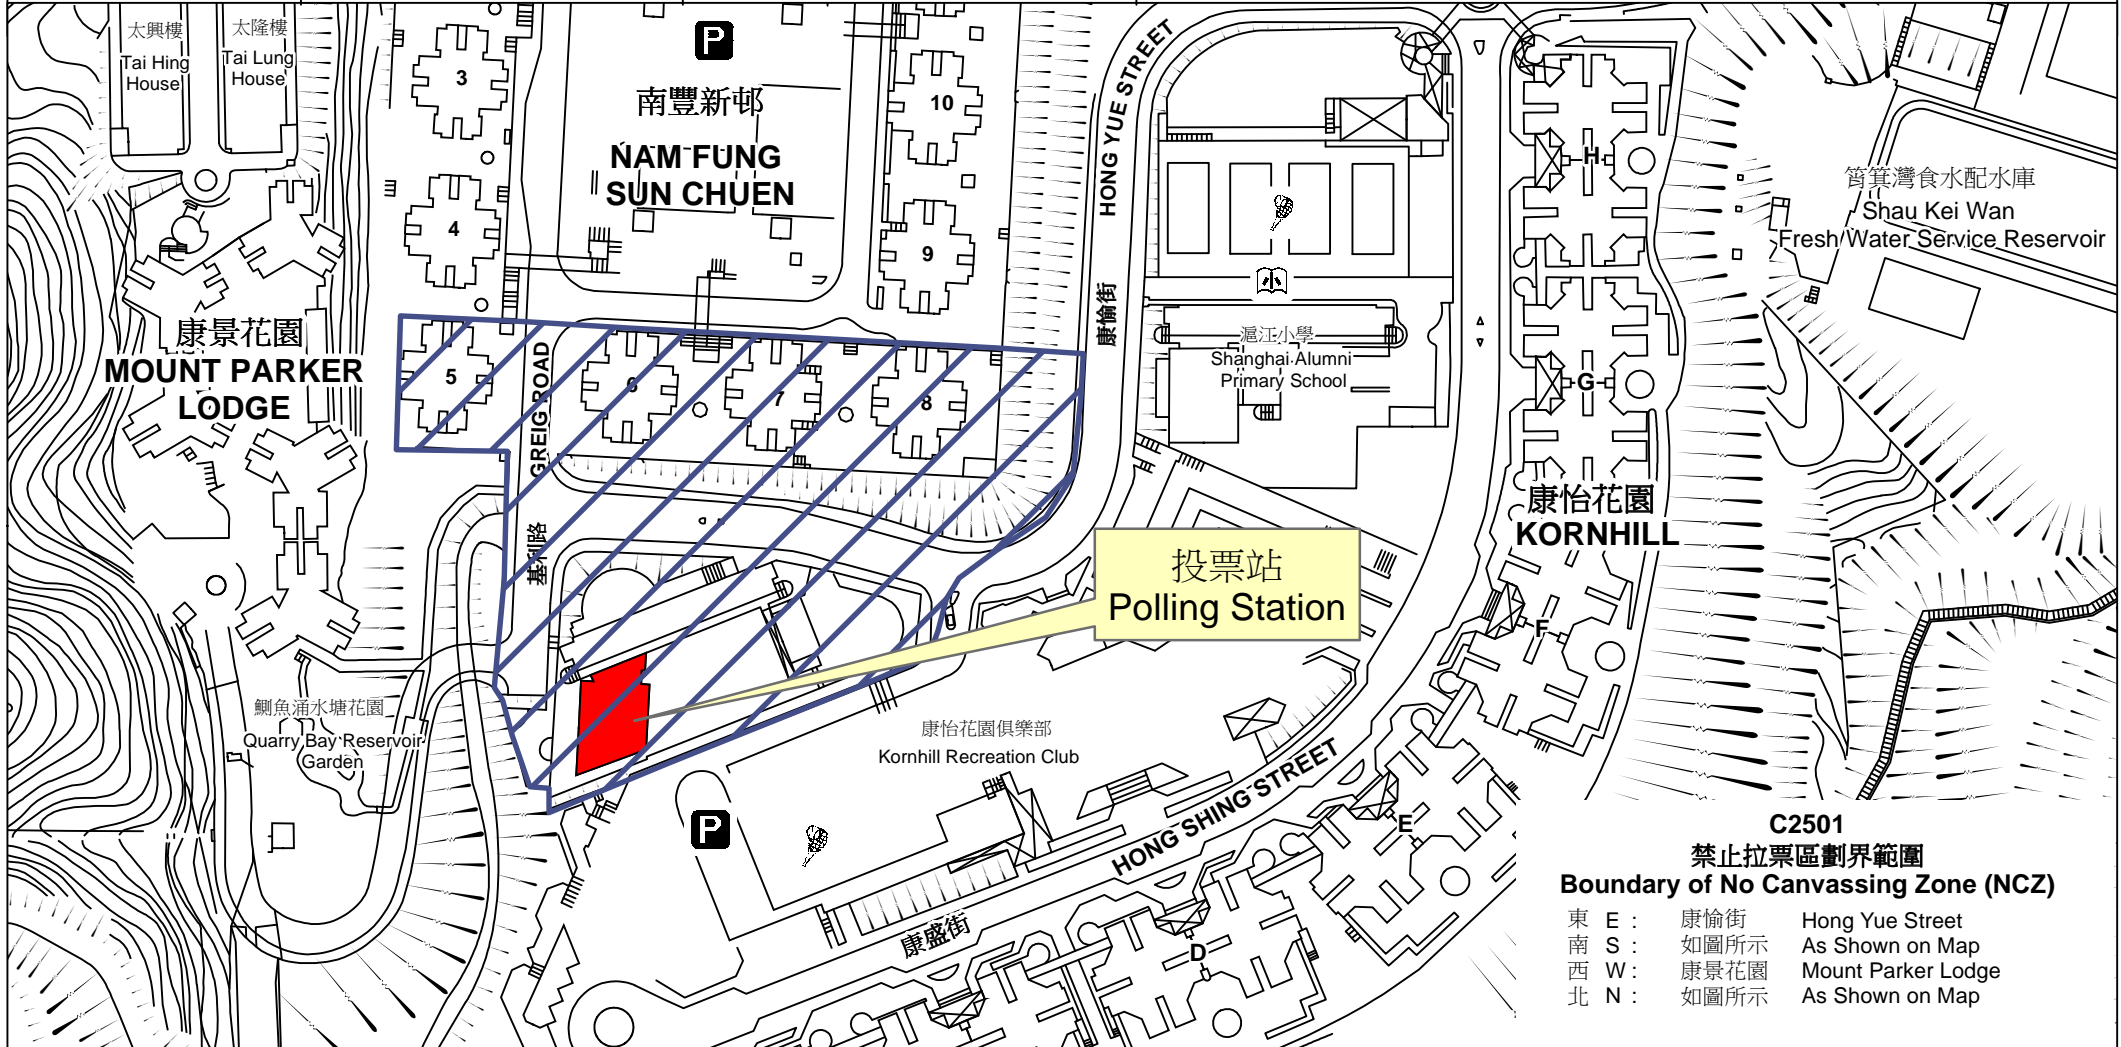 太興樓
Tai Hing
House
太隆樓
Tai Lung
House
3
P
南豐新邨
NAM FUNG
SUN CHUEN
10
HONG YUE STREET
康愉街
4
9
H
筲箕灣食水配水庫
Shau Kei Wan
Fresh Water Service Reservoir
小
滬江小學
Shanghai Alumni
Primary School
康景花園
MOUNT PARKER
LODGE
5
GREIG ROAD
基利路
6
7
8
G
康怡花園
KORNHILL
投票站
Polling Station
F
鰂魚涌水塘花園
Quarry Bay Reservoir
Garden
康怡花園俱樂部
Kornhill Recreation Club
P
HONG SHING STREET
康盛街
E
D
C2501
禁止拉票區劃界範圍
Boundary of No Canvassing Zone (NCZ)
東 E : 康愉街 Hong Yue Street
南 S : 如圖所示 As Shown on Map
西 W : 康景花園 Mount Parker Lodge
北 N : 如圖所示 As Shown on Map